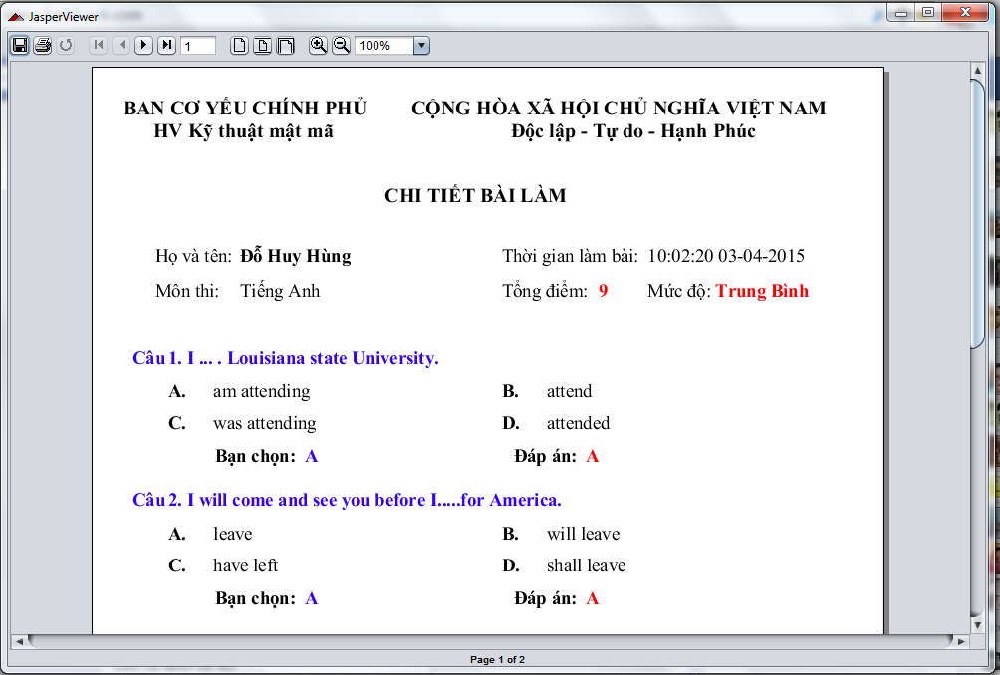 JasperViewer
1
100%
BAN CƠ YẾU CHÍNH PHỦ CỘNG HÒA XÃ HỘI CHỦ NGHĨA VIỆT NAM
HV Kỹ thuật mật mã Độc lập - Tự do - Hạnh Phúc
CHI TIẾT BÀI LÀM
Họ và tên: Đỗ Huy Hùng Thời gian làm bài: 10:02:20 03-04-2015
Môn thi: Tiếng Anh Tổng điểm: 9 Mức độ: Trung Bình
Câu 1. I ... . Louisiana state University.
A. am attending B. attend
C. was attending D. attended
Bạn chọn: A Đáp án: A
Câu 2. I will come and see you before I.....for America.
A. leave B. will leave
C. have left D. shall leave
Bạn chọn: A Đáp án: A
Page 1 of 2